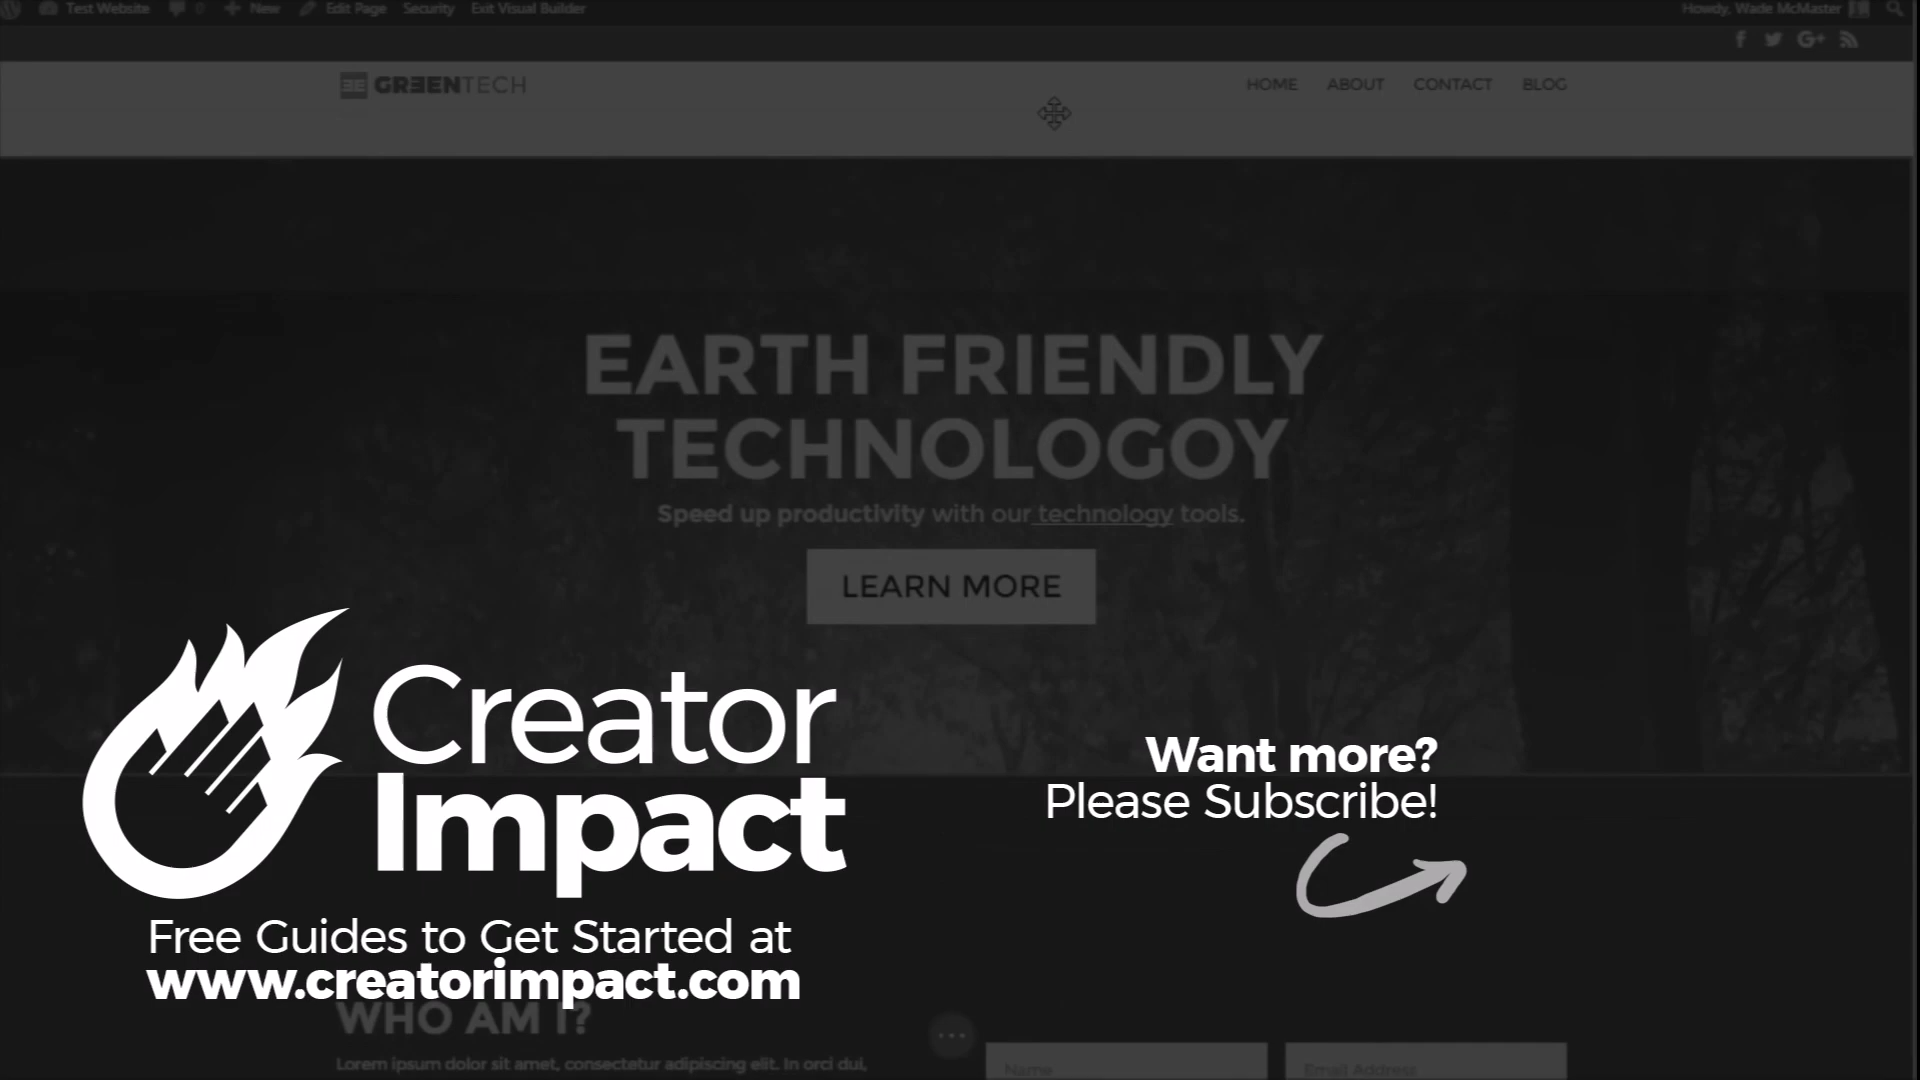 Test Website 0 New Edit Page Security Exit Visual Builder Howdy, Wade McMaster
GREENTECH HOME ABOUT CONTACT BLOG
EARTH FRIENDLY
TECHNOLOGOY
Speed up productivity with our technology tools.
LEARN MORE
Creator
Impact
Free Guides to Get Started at
www.creatorimpact.com
Want more?
Please Subscribe!
WHO AM I?
Lorem ipsum dolor sit amet, consectetur adipiscing elit. In orci dui,
Name
Email Address